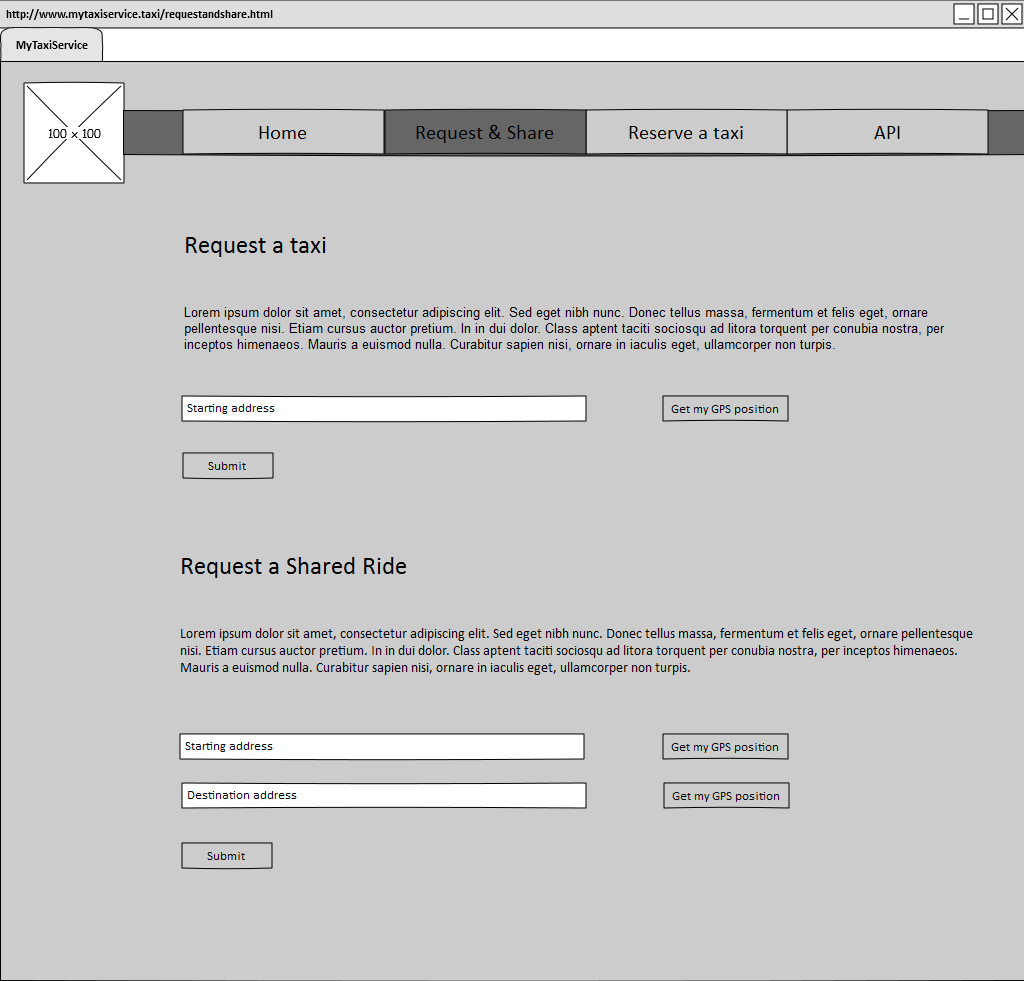 http://www.mytaxiservice.taxi/requestandshare.html
MyTaxiService
100 x 100
Home
Request & Share
Reserve a taxi
API
Request a taxi
Lorem ipsum dolor sit amet, consectetur adipiscing elit. Sed eget nibh nunc. Donec tellus massa, fermentum et felis eget, ornare
pellentesque nisi. Etiam cursus auctor pretium. In in dui dolor. Class aptent taciti sociosqu ad litora torquent per conubia nostra, per
inceptos himenaeos. Mauris a euismod nulla. Curabitur sapien nisi, ornare in iaculis eget, ullamcorper non turpis.
Starting address
Get my GPS position
Submit
Request a Shared Ride
Lorem ipsum dolor sit amet, consectetur adipiscing elit. Sed eget nibh nunc. Donec tellus massa, fermentum et felis eget, ornare pellentesque
nisi. Etiam cursus auctor pretium. In in dui dolor. Class aptent taciti sociosqu ad litora torquent per conubia nostra, per inceptos himenaeos.
Mauris a euismod nulla. Curabitur sapien nisi, ornare in iaculis eget, ullamcorper non turpis.
Starting address
Get my GPS position
Destination address
Get my GPS position
Submit